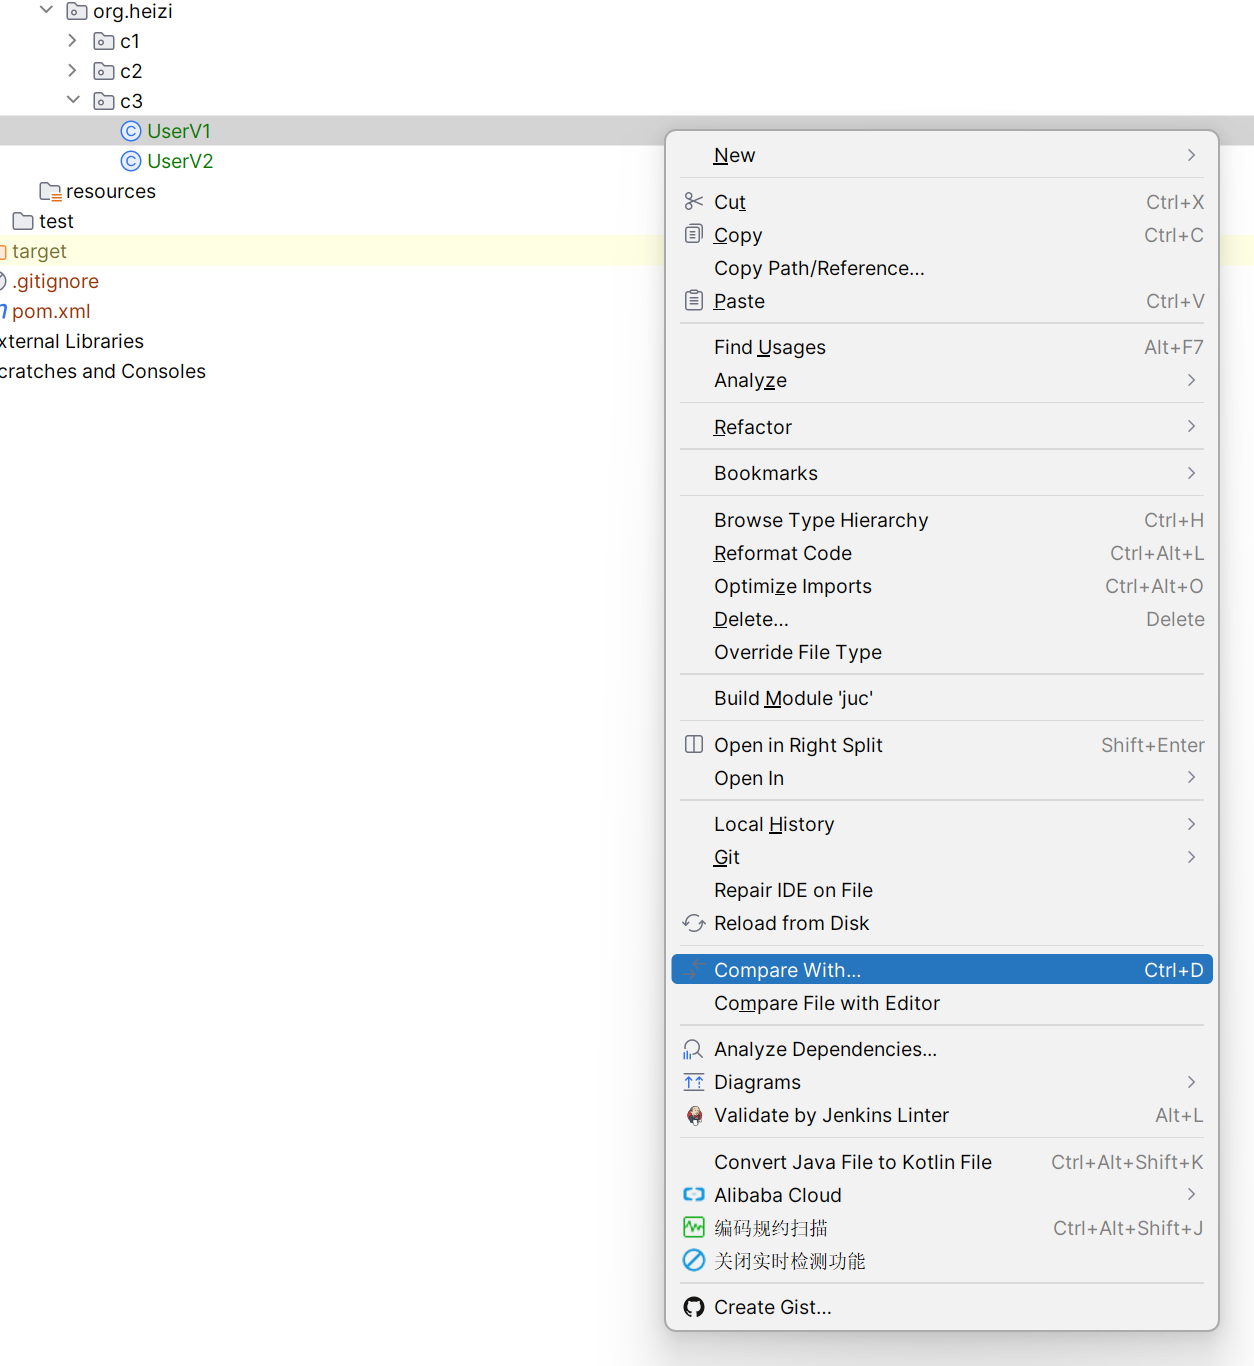 org.heizi
c1
c2
c3
UserV1
UserV2
resources
test
target
.gitignore
pom.xml
xternal Libraries
cratches and Consoles
New
Cut Ctrl+X
Copy Ctrl+C
Copy Path/Reference...
Paste Ctrl+V
Find Usages Alt+F7
Analyze
Refactor
Bookmarks
Browse Type Hierarchy Ctrl+H
Reformat Code Ctrl+Alt+L
Optimize Imports Ctrl+Alt+O
Delete... Delete
Override File Type
Build Module 'juc'
Open in Right Split Shift+Enter
Open In
Local History
Git
Repair IDE on File
Reload from Disk
Compare With... Ctrl+D
Compare File with Editor
Analyze Dependencies...
Diagrams
Validate by Jenkins Linter Alt+L
Convert Java File to Kotlin File Ctrl+Alt+Shift+K
Alibaba Cloud
编码规约扫描 Ctrl+Alt+Shift+J
关闭实时检测功能
Create Gist...